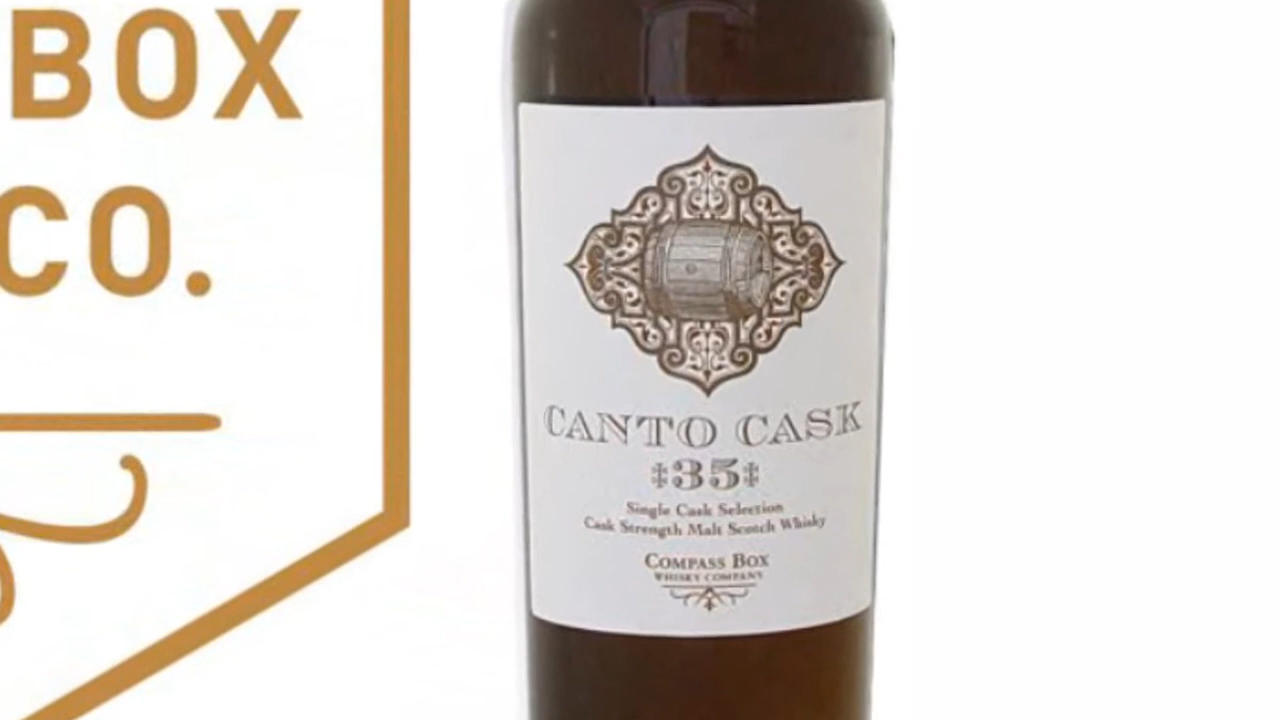 BOX
CO.
CANTO CASK
35
Single Cask Selection
Cask Strength Malt Scotch Whisky
COMPASS BOX
WHISKY COMPANY